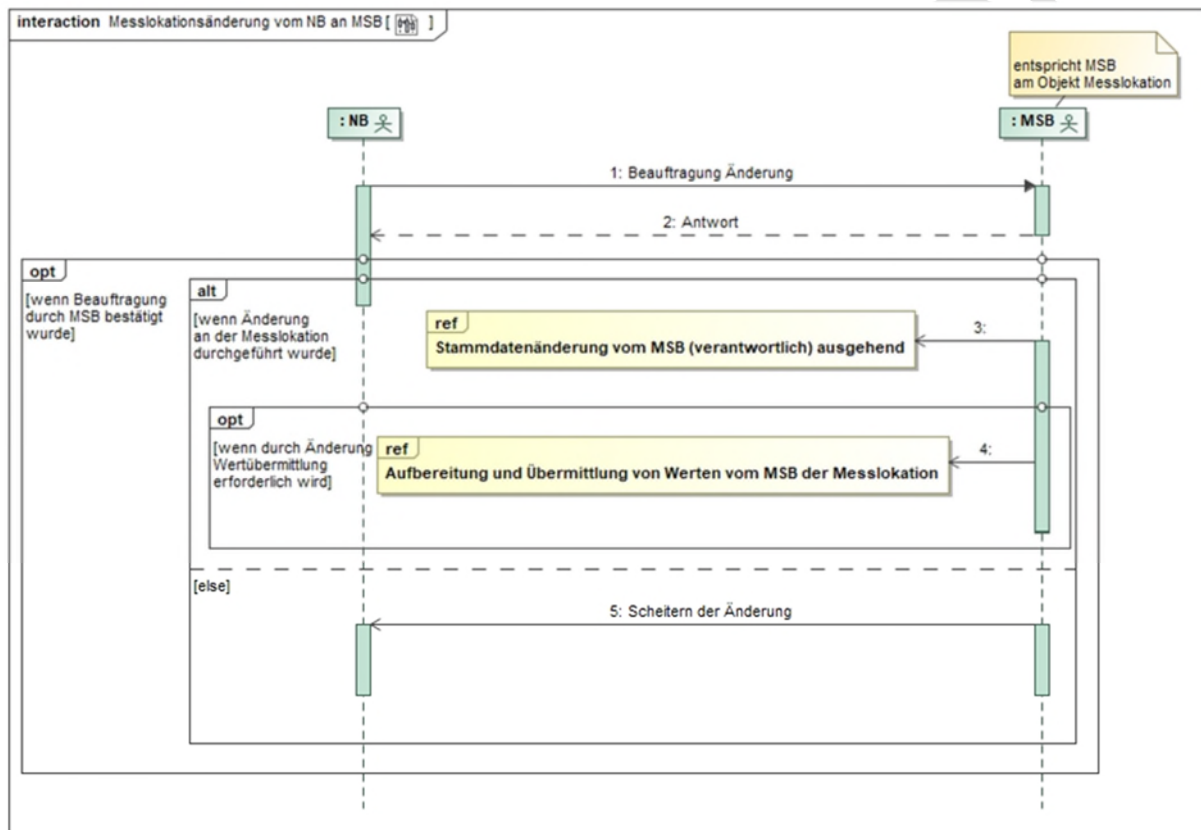 interaction Messlokationsänderung vom NB an MSB [ ]
entspricht MSB
am Objekt Messlokation
: NB
: MSB
1: Beauftragung Änderung
2: Antwort
opt
[wenn Beauftragung
durch MSB bestätigt
wurde]
alt
[wenn Änderung
an der Messlokation
durchgeführt wurde]
ref
Stammdatenänderung vom MSB (verantwortlich) ausgehend
3:
opt
[wenn durch Änderung
Wertübermittlung
erforderlich wird]
ref
Aufbereitung und Übermittlung von Werten vom MSB der Messlokation
4:
[else]
5: Scheitern der Änderung